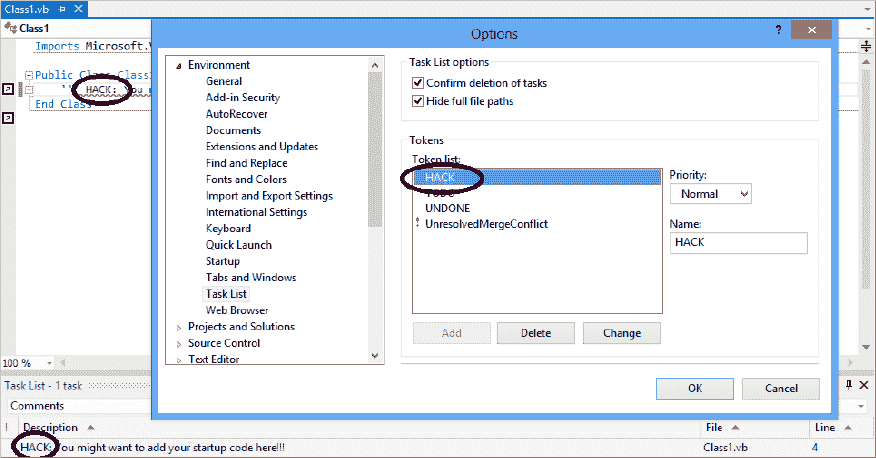 Class1.vb
Options
? ×
Class1
Imports Microsoft.V
Public Class Class1
'' HACK: You m
End Class
100 %
Environment
General
Add-in Security
AutoRecover
Documents
Extensions and Updates
Find and Replace
Fonts and Colors
Import and Export Settings
International Settings
Keyboard
Quick Launch
Startup
Tabs and Windows
Task List
Web Browser
Projects and Solutions
Source Control
Text Editor
Task List options
Confirm deletion of tasks
Hide full file paths
Tokens
Token list:
HACK
TODO
UNDONE
! UnresolvedMergeConflict
Priority:
Normal
Name:
HACK
Add Delete Change
OK Cancel
Task List - 1 task
Comments
! Description File Line
HACK: You might want to add your startup code here!!! Class1.vb 4